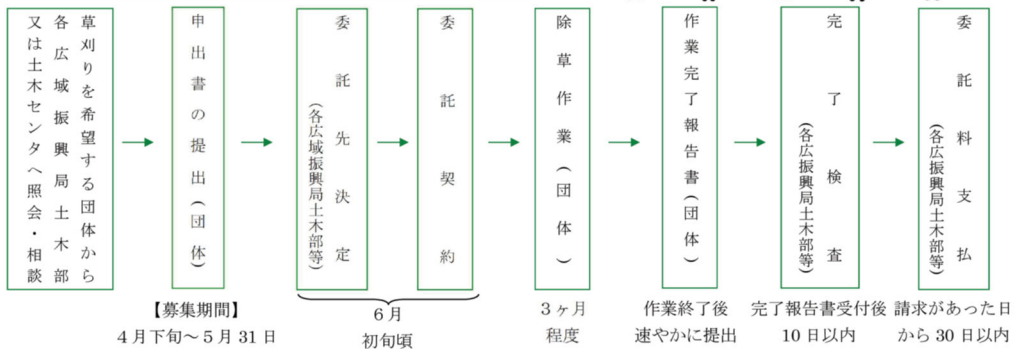 草刈りを希望する団体から
各広域振興局土木部
又は土木センタへ照会・相談
申出書の提出(団体)
委託先決定
(各広域振興局土木部等)
委託契約
除草作業(団体)
作業完了報告書(団体)
完了検査
(各広振興局土木部等)
委託料支払
(各広振興局土木部等)
【募集期間】
4月下旬～5月31日
6月
初旬頃
3ヶ月
程度
作業終了後
速やかに提出
完了報告書受付後
10日以内
請求があった日
から30日以内